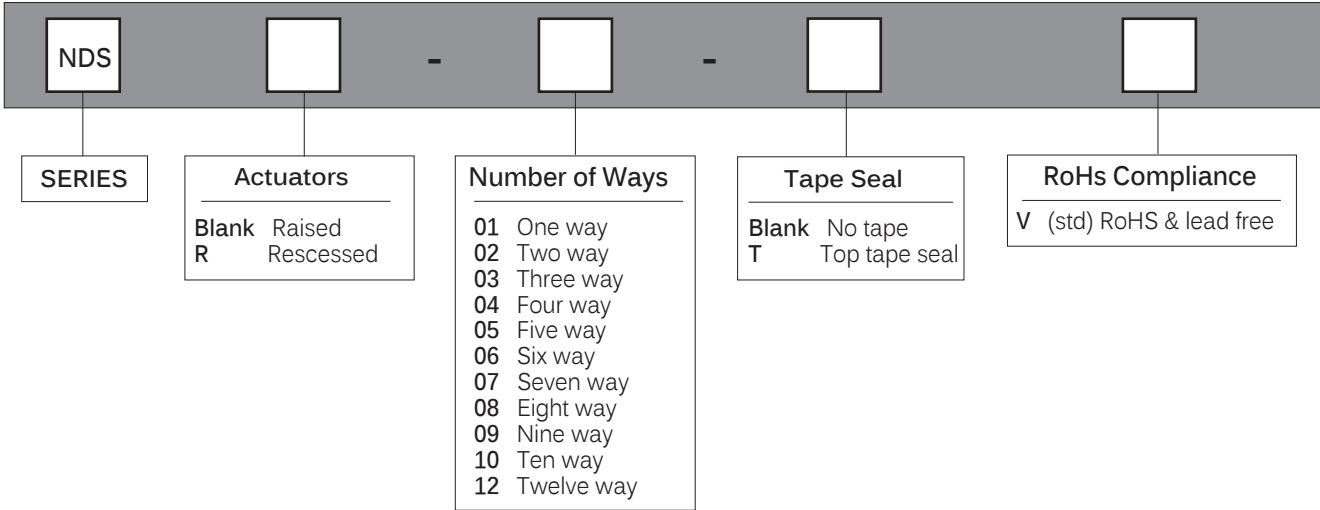 NDS - -
SERIES
Actuators
Blank Raised
R Rescessed
Number of Ways
01 One way
02 Two way
03 Three way
04 Four way
05 Five way
06 Six way
07 Seven way
08 Eight way
09 Nine way
10 Ten way
12 Twelve way
Tape Seal
Blank No tape
T Top tape seal
RoHs Compliance
V (std) RoHS & lead free